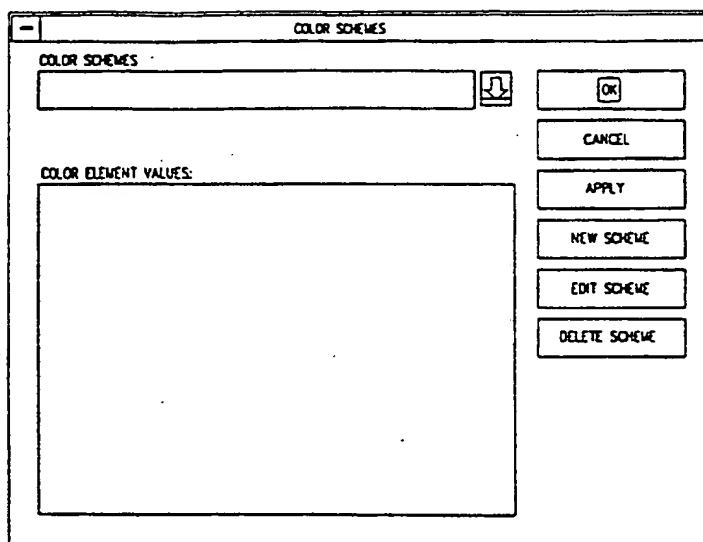 COLOR SCHEMES
COLOR SCHEMES
OK
CANCEL
COLOR ELEMENT VALUES:
APPLY
NEW SCHEME
EDIT SCHEME
DELETE SCHEME